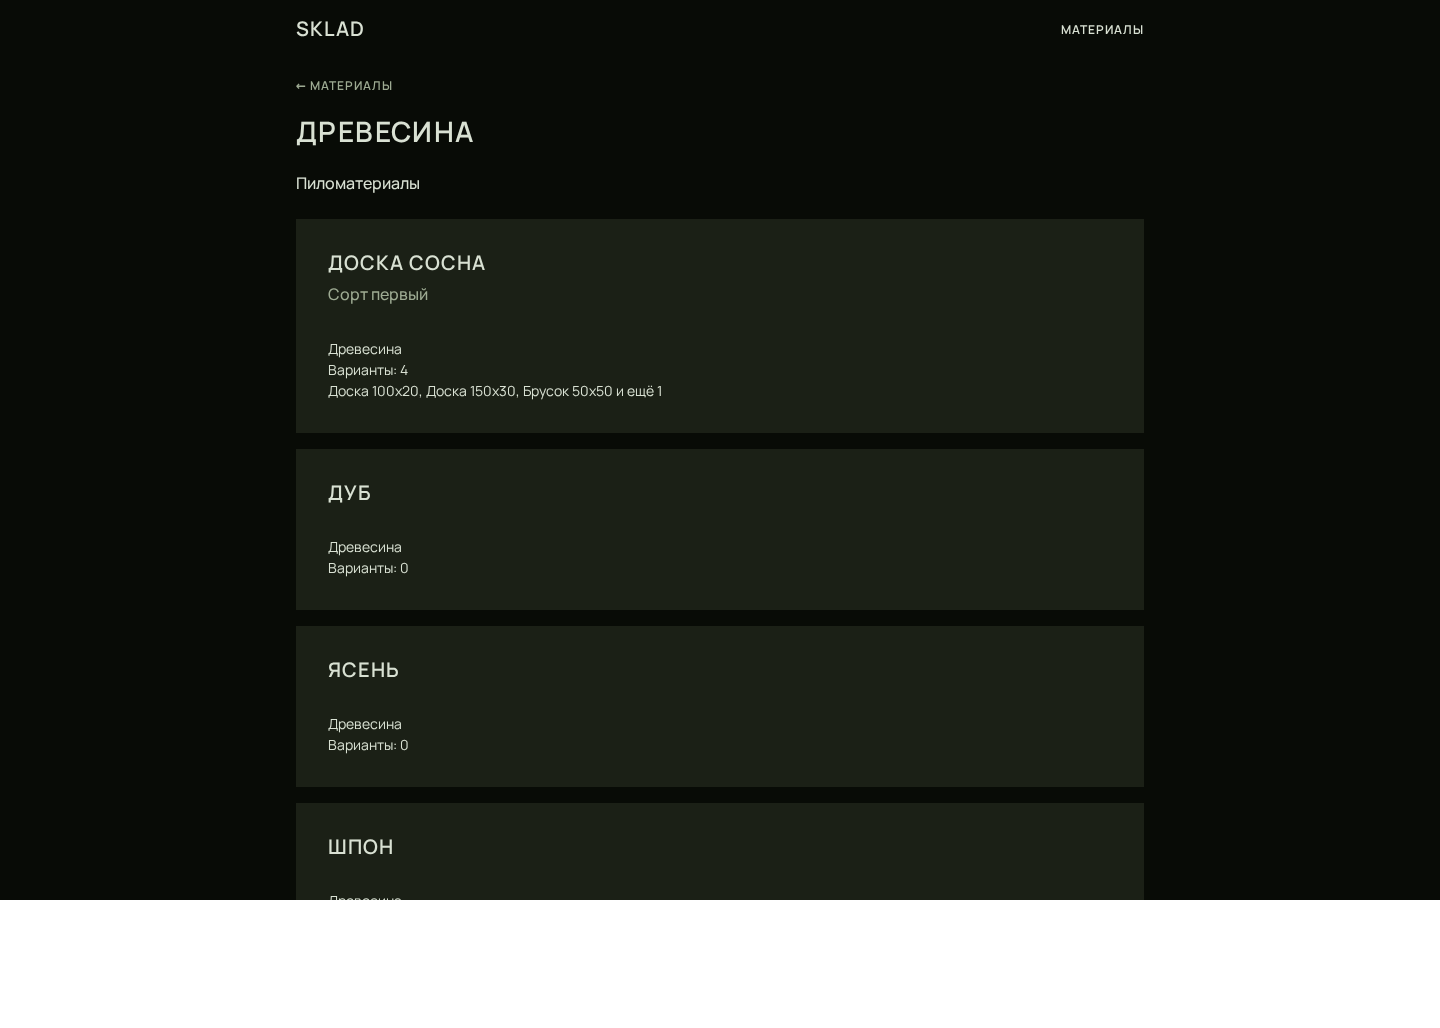 SKLAD
МАТЕРИАЛЫ
← МАТЕРИАЛЫ
ДРЕВЕСИНА
Пиломатериалы
ДОСКА СОСНА
Сорт первый
Древесина
Варианты: 4
Доска 100x20, Доска 150x30, Брусок 50x50 и ещё 1
ДУБ
Древесина
Варианты: 0
ЯСЕНЬ
Древесина
Варианты: 0
ШПОН
Древесина